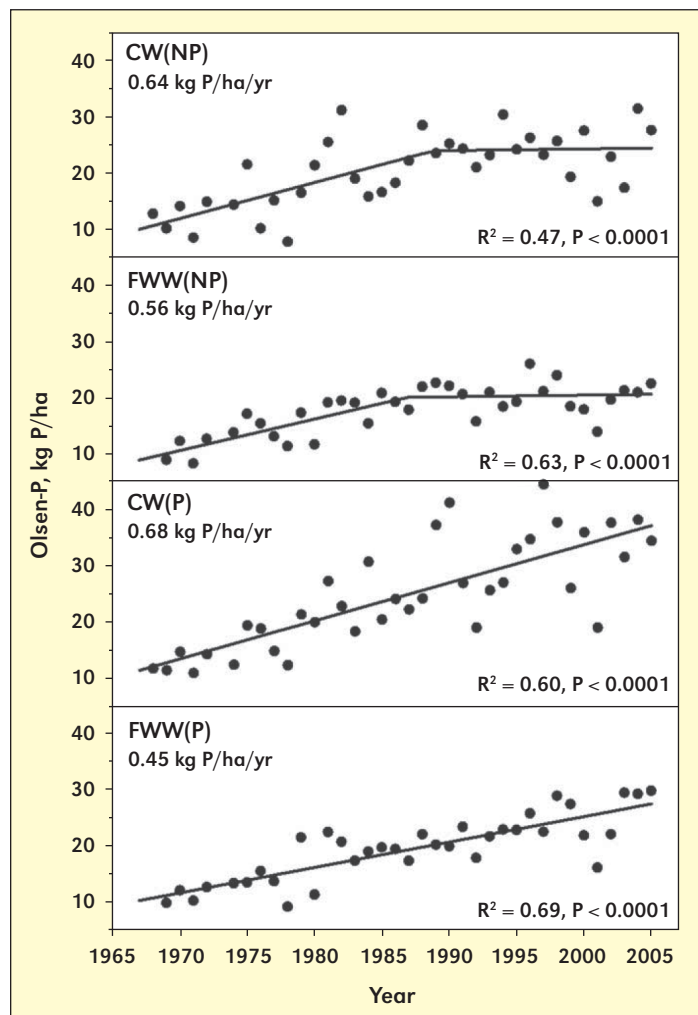 Olsen-P, kg P/ha
CW(NP)
0.64 kg P/ha/yr
40
30
20
10
R² = 0.47, P < 0.0001
FWW(NP)
0.56 kg P/ha/yr
40
30
20
10
R² = 0.63, P < 0.0001
CW(P)
0.68 kg P/ha/yr
40
30
20
10
R² = 0.60, P < 0.0001
FWW(P)
0.45 kg P/ha/yr
40
30
20
10
R² = 0.69, P < 0.0001
1965 1970 1975 1980 1985 1990 1995 2000 2005
Year